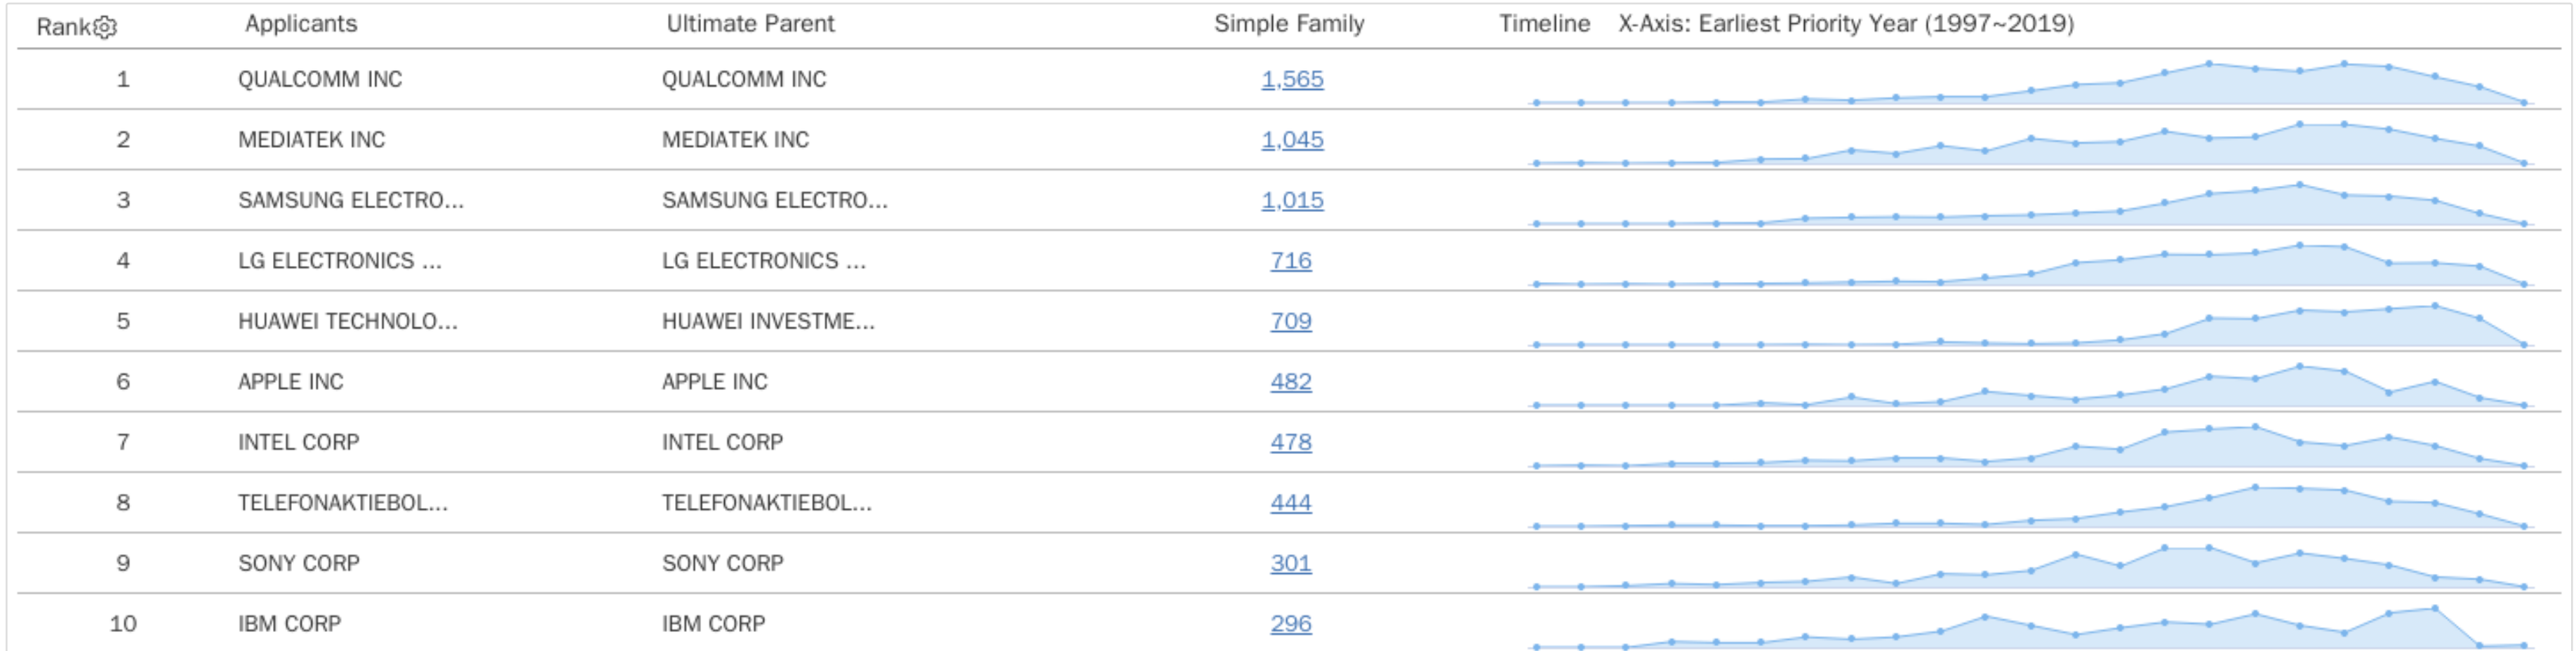 Rank Applicants Ultimate Parent Simple Family Timeline X-Axis: Earliest Priority Year (1997~2019)
1 QUALCOMM INC QUALCOMM INC 1,565
2 MEDIATEK INC MEDIATEK INC 1,045
3 SAMSUNG ELECTRO... SAMSUNG ELECTRO... 1,015
4 LG ELECTRONICS ... LG ELECTRONICS ... 716
5 HUAWEI TECHNOLO... HUAWEI INVESTME... 709
6 APPLE INC APPLE INC 482
7 INTEL CORP INTEL CORP 478
8 TELEFONAKTIEBOL... TELEFONAKTIEBOL... 444
9 SONY CORP SONY CORP 301
10 IBM CORP IBM CORP 296